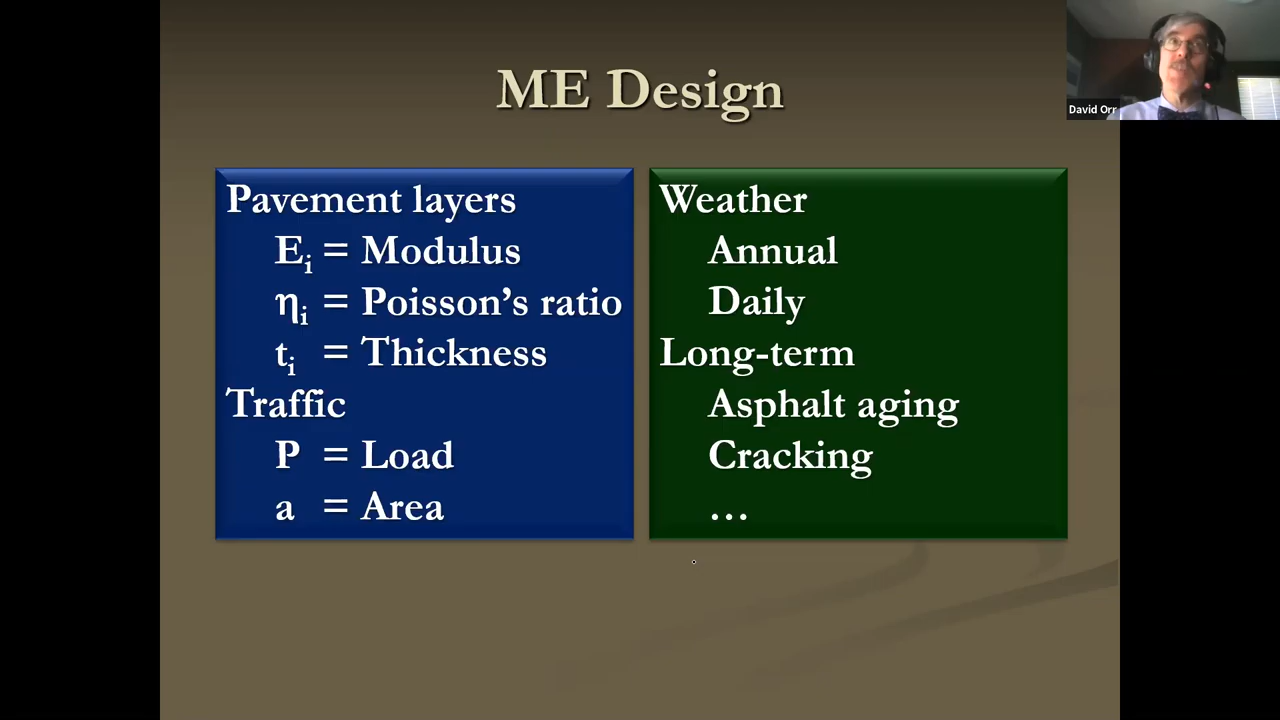 ME Design
Pavement layers
Eᵢ = Modulus
ηᵢ = Poisson’s ratio
tᵢ = Thickness
Traffic
P = Load
a = Area
Weather
Annual
Daily
Long-term
Asphalt aging
Cracking
…
David Orr